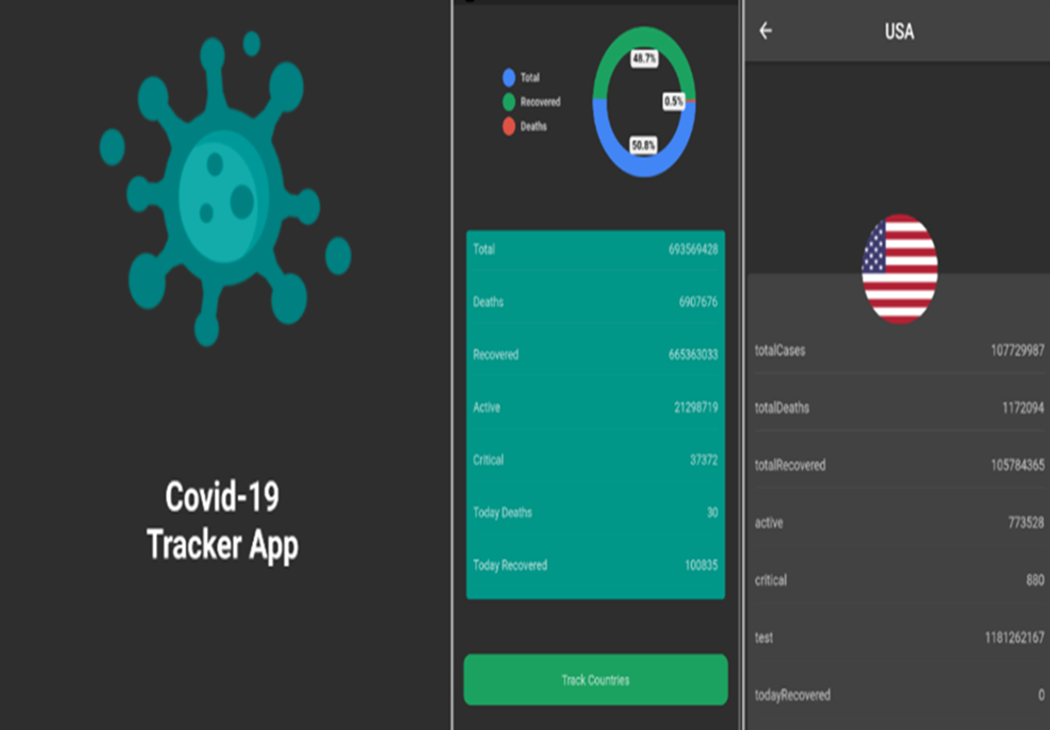 Covid-19
Tracker App
Total
Recovered
Deaths
48.7%
0.5%
50.8%
Total 693569428
Deaths 6907676
Recovered 665363033
Active 21298719
Critical 37372
Today Deaths 30
Today Recovered 100835
Track Countries
USA
totalCases 107729987
totalDeaths 1172094
totalRecovered 105784365
active 773528
critical 880
test 1181262167
todayRecovered 0